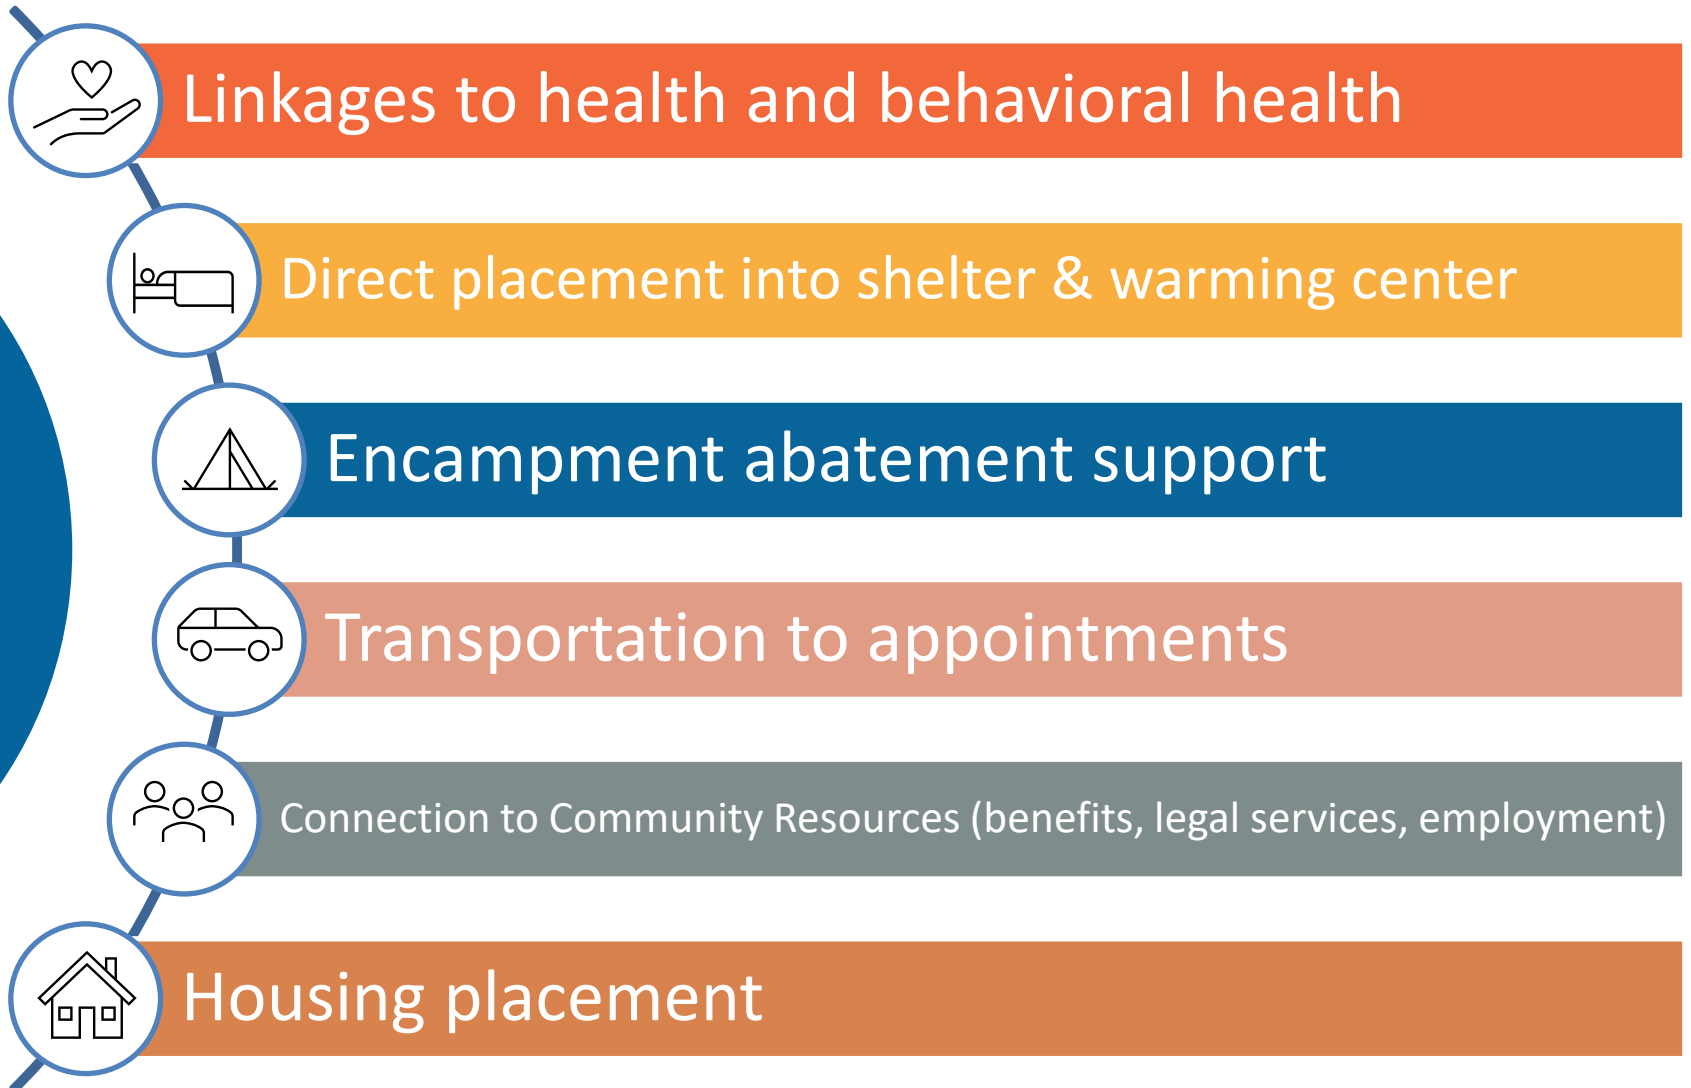 Linkages to health and behavioral health
Direct placement into shelter & warming center
Encampment abatement support
Transportation to appointments
Connection to Community Resources (benefits, legal services, employment)
Housing placement